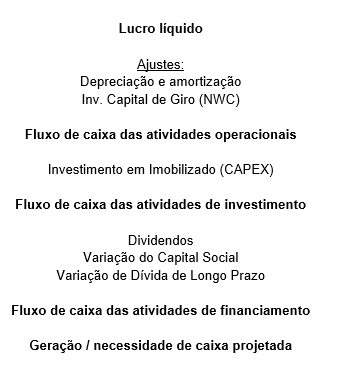 Lucro líquido
Ajustes:
Depreciação e amortização
Inv. Capital de Giro (NWC)
Fluxo de caixa das atividades operacionais
Investimento em Imobilizado (CAPEX)
Fluxo de caixa das atividades de investimento
Dividendos
Variação do Capital Social
Variação de Dívida de Longo Prazo
Fluxo de caixa das atividades de financiamento
Geração / necessidade de caixa projetada